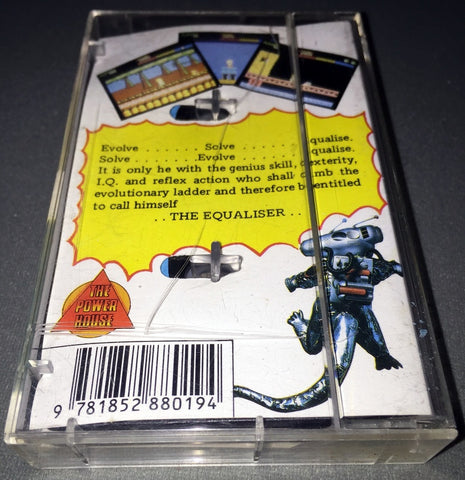 Evolve . . . . . . . . Solve . . . . . . . qualise.
Solve . . . . . . . . Evolve . . . . . . qualise.
It is only he with the genius skill, dexterity,
I.Q. and reflex action who shall climb the
evolutionary ladder and therefore be entitled
to call himself
. . THE EQUALISER . .
THE
POWER
HOUSE
9 781852 880194